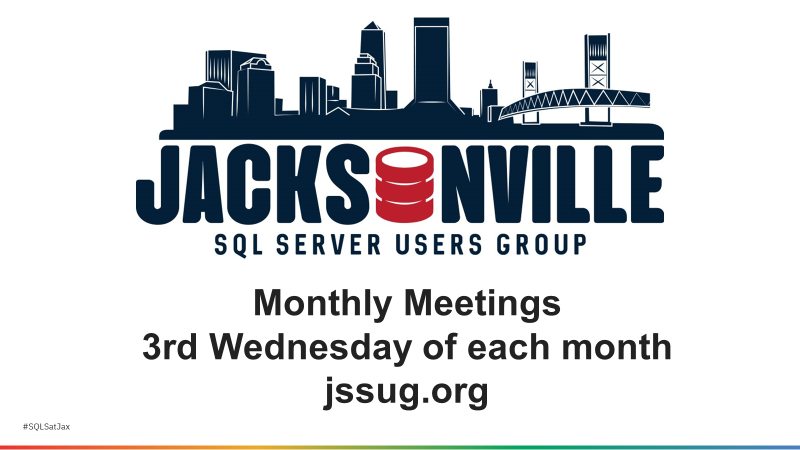 JACKSONVILLE
SQL SERVER USERS GROUP
Monthly Meetings
3rd Wednesday of each month
jssug.org
#SQLSatJax